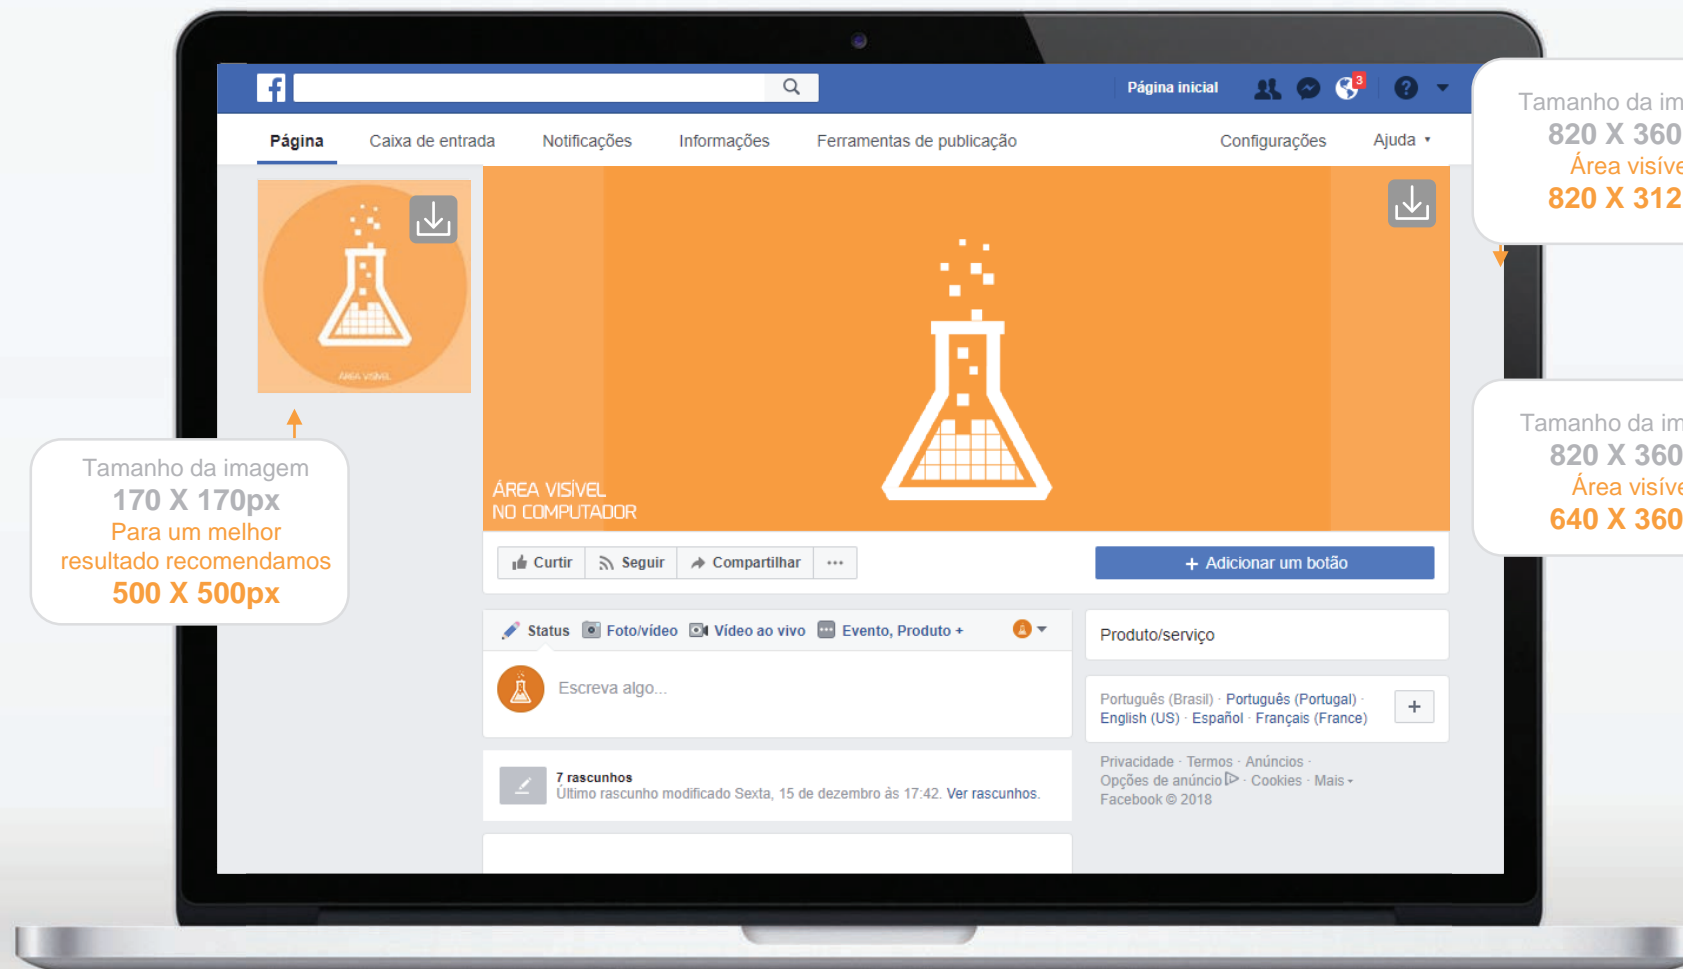 3
Página inicial
Página
Caixa de entrada
Notificações
Informações
Ferramentas de publicação
Configurações
Ajuda
ÁREA VISÍVEL
ÁREA VISÍVEL
NO COMPUTADOR
Tamanho da imagem
170 X 170px
Para um melhor
resultado recomendamos
500 X 500px
Tamanho da im
820 X 360
Área visíve
820 X 312
Tamanho da im
820 X 360
Área visíve
640 X 360
Curtir
Seguir
Compartilhar
+ Adicionar um botão
Status
Foto/vídeo
Vídeo ao vivo
Evento, Produto +
Escreva algo...
7 rascunhos
Último rascunho modificado Sexta, 15 de dezembro às 17:42. Ver rascunhos.
Produto/serviço
Português (Brasil) · Português (Portugal) ·
English (US) · Español · Français (France)
+
Privacidade · Termos · Anúncios ·
Opções de anúncio · Cookies · Mais
Facebook © 2018